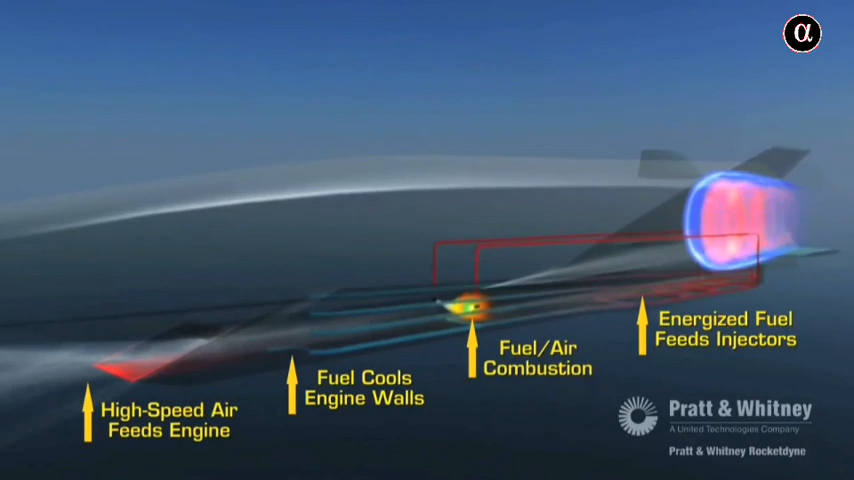 α
High-Speed Air
Feeds Engine
Fuel Cools
Engine Walls
Fuel/Air
Combustion
Energized Fuel
Feeds Injectors
Pratt & Whitney
A United Technologies Company
Pratt & Whitney Rocketdyne